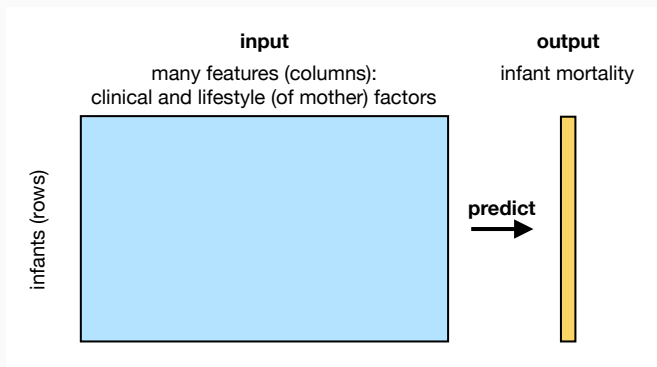 input
many features (columns):
clinical and lifestyle (of mother) factors
output
infant mortality
infants (rows)
predict